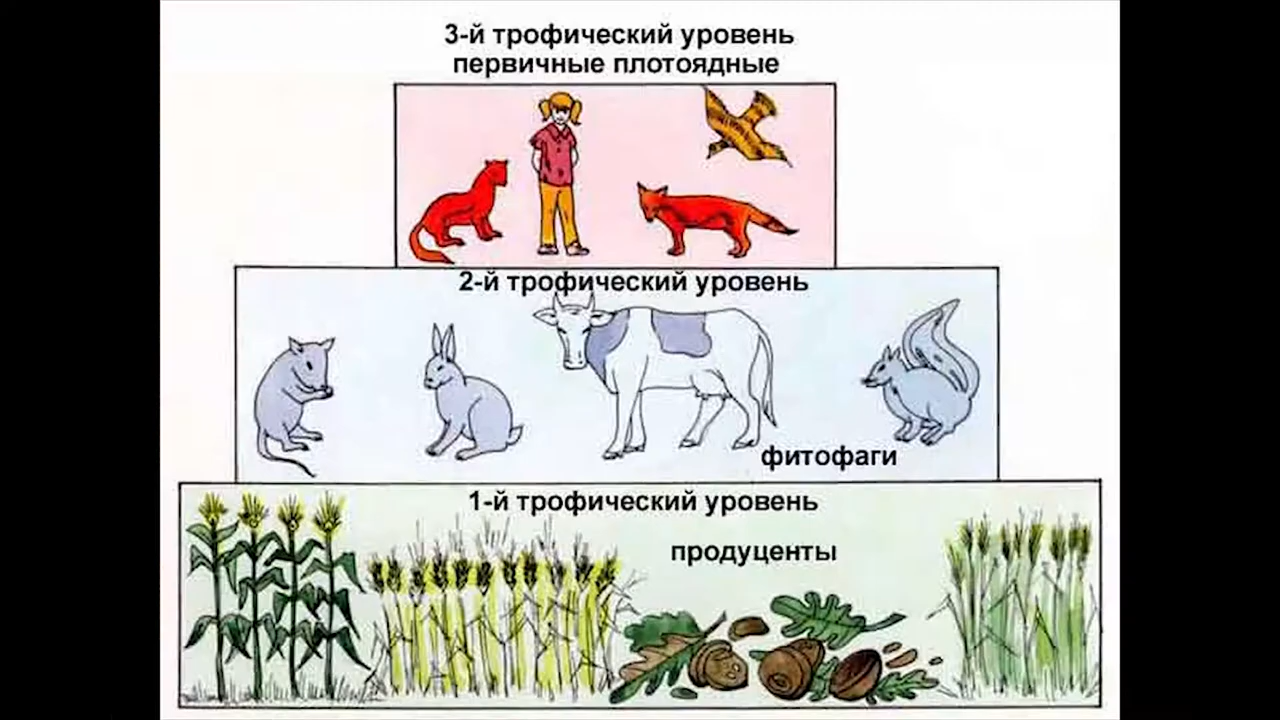 3-й трофический уровень
первичные плотоядные
2-й трофический уровень
фитофаги
1-й трофический уровень
продуценты